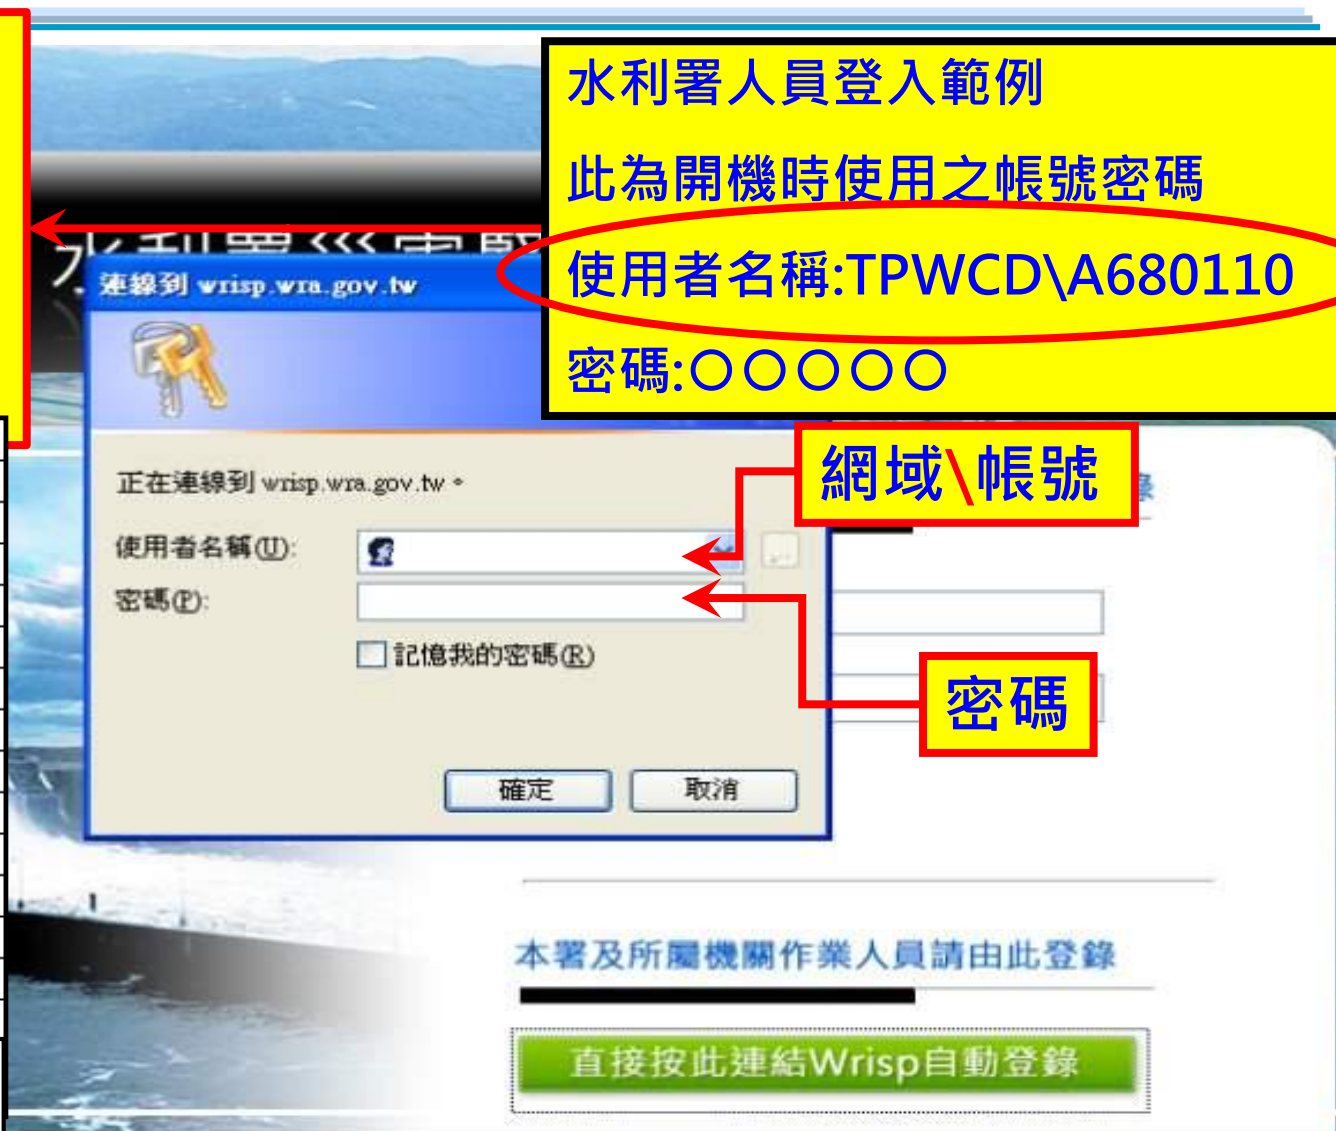 水利署人員登入範例
此為開機時使用之帳號密碼
使用者名稱:TPWCD\A680110
密碼:○○○○○
連線到 wrisp.wra.gov.tw
網域\帳號
正在連線到 wrisp.wra.gov.tw。
使用者名稱(U):
密碼(P):
記憶我的密碼(R)
密碼
確定
取消
本署及所屬機關作業人員請由此登錄
直接按此連結Wrisp自動登錄